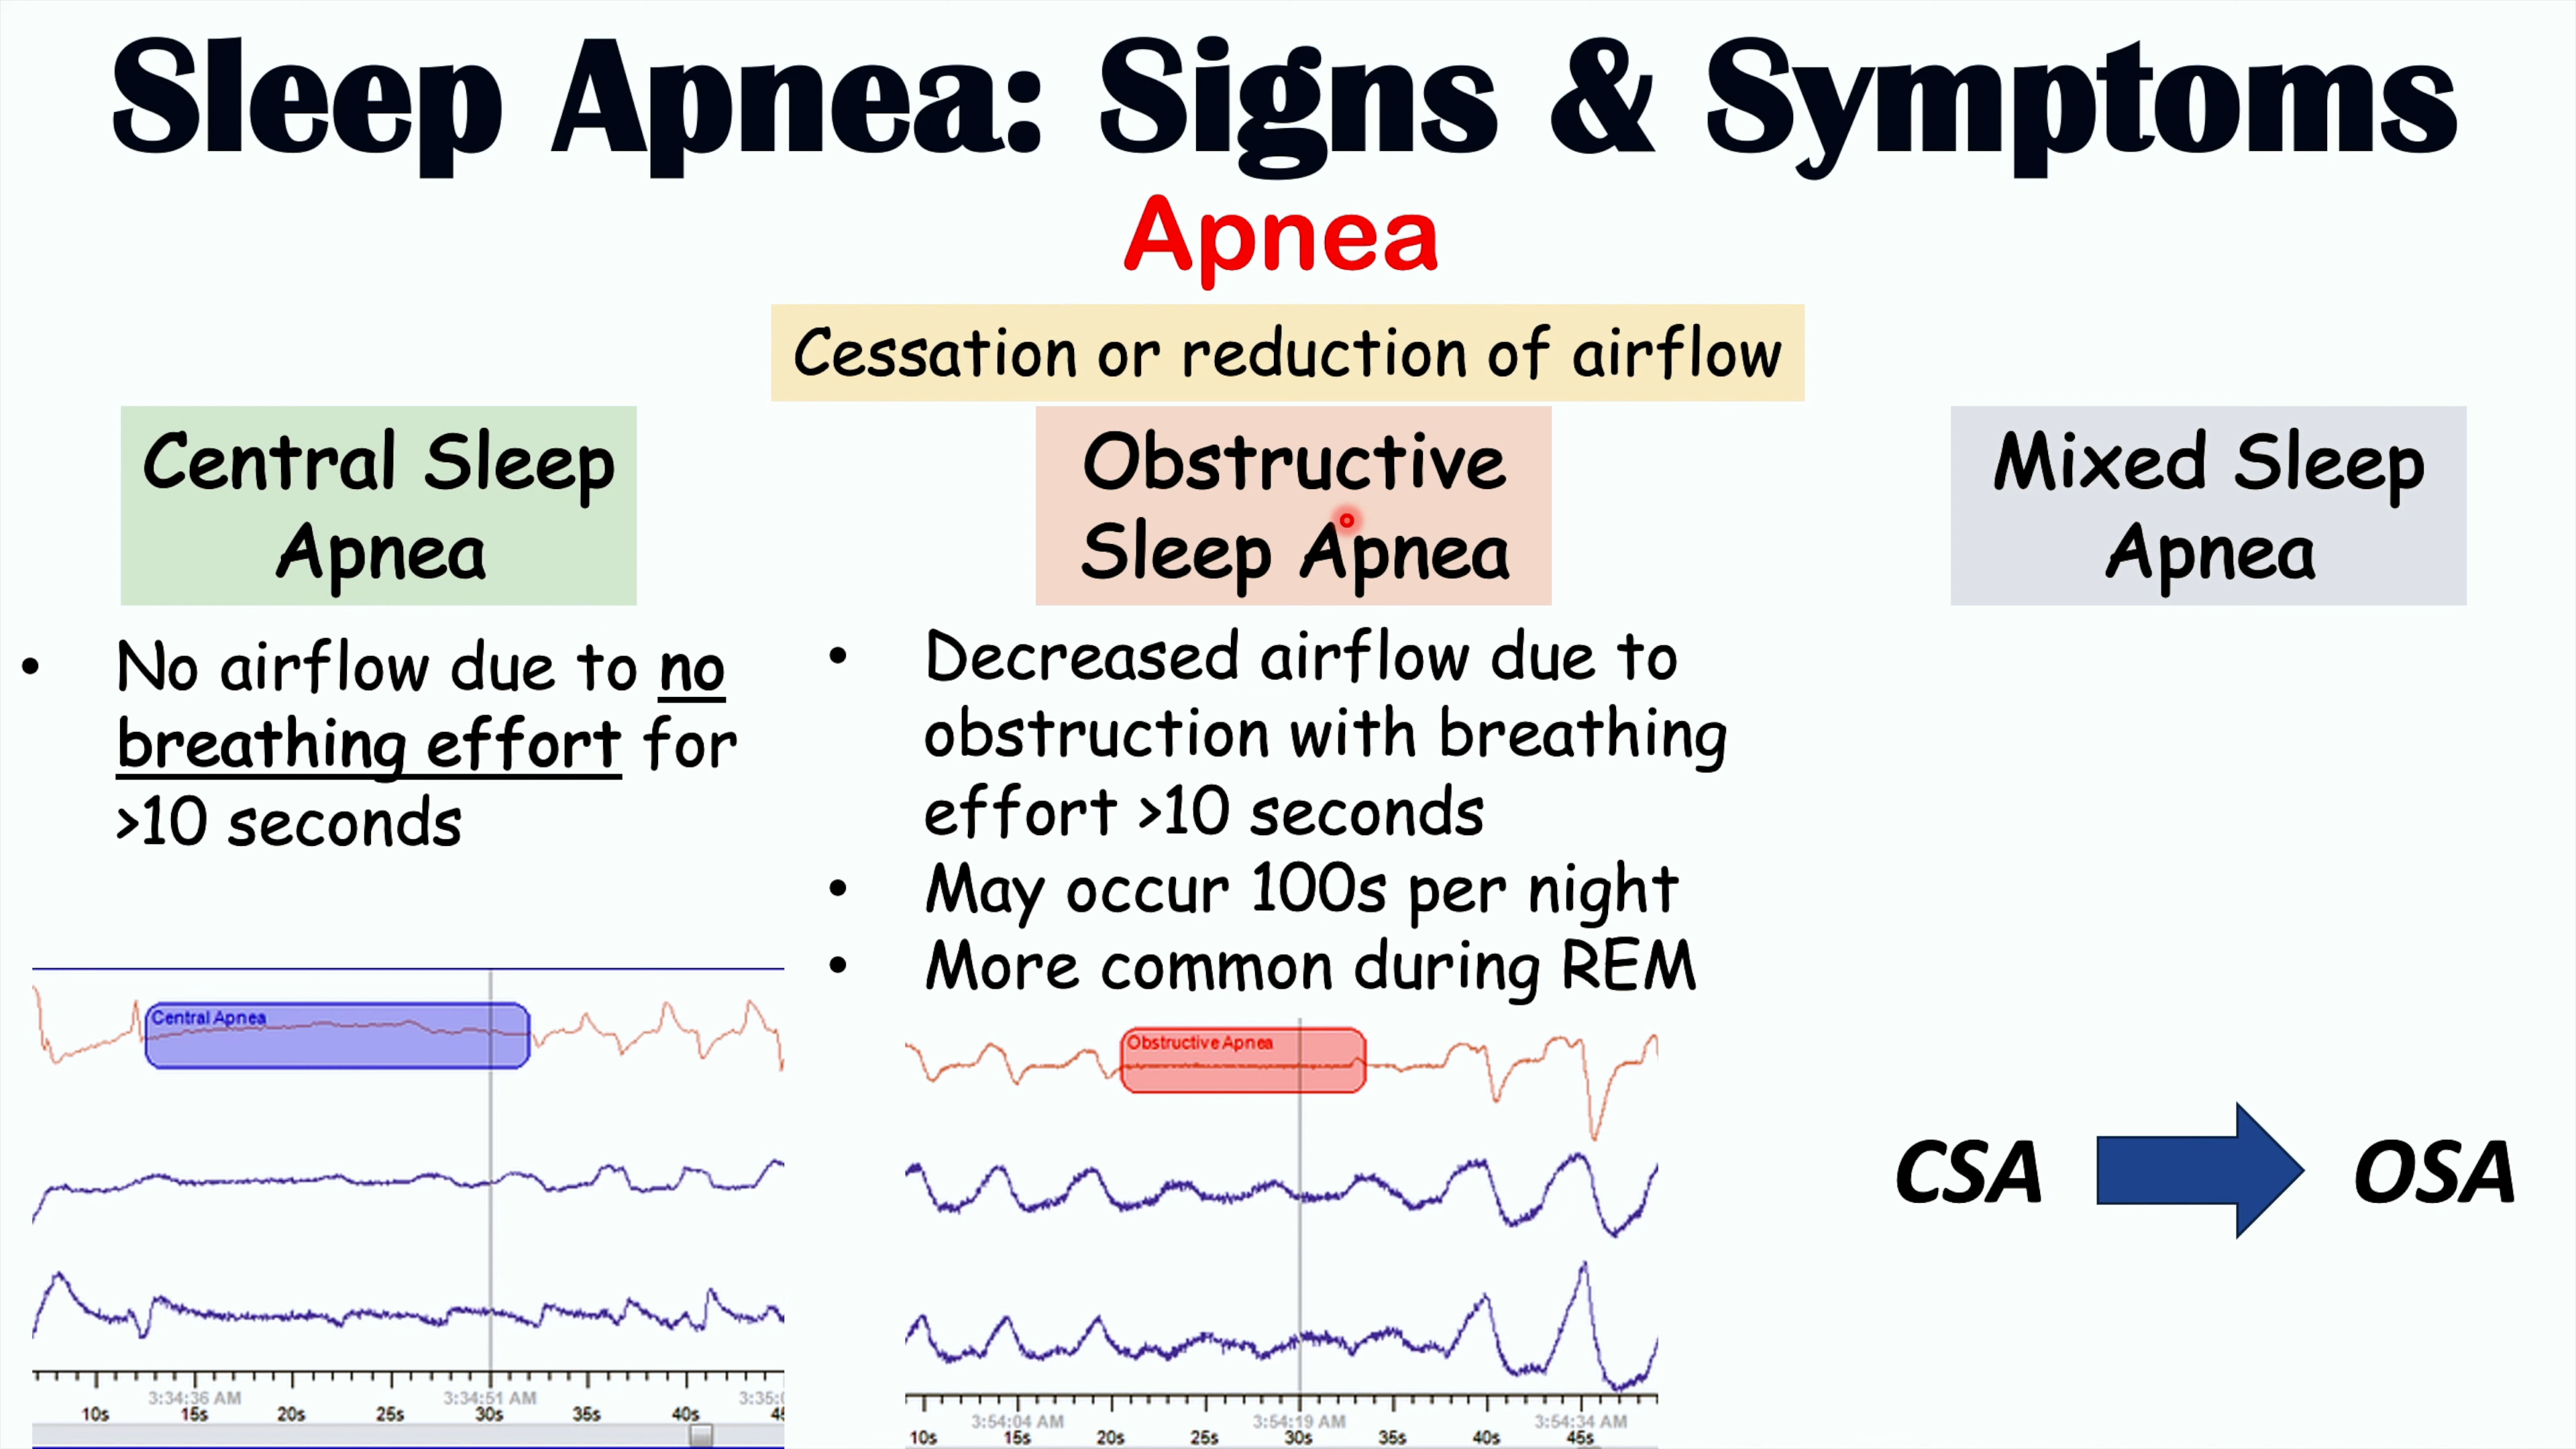 Sleep Apnea: Signs & Symptoms
Apnea
Cessation or reduction of airflow
Central Sleep
Apnea
• No airflow due to no
breathing effort for
>10 seconds
Central Apnea
3:34:36 AM 3:34:51 AM
10s 15s 20s 25s 30s 35s 40s
Obstructive
Sleep Apnea
• Decreased airflow due to
obstruction with breathing
effort >10 seconds
• May occur 100s per night
• More common during REM
Obstructive Apnea
3:54:04 AM 3:54:19 AM 3:54:34 AM
10s 15s 20s 25s 30s 35s 40s 45s
Mixed Sleep
Apnea
CSA OSA